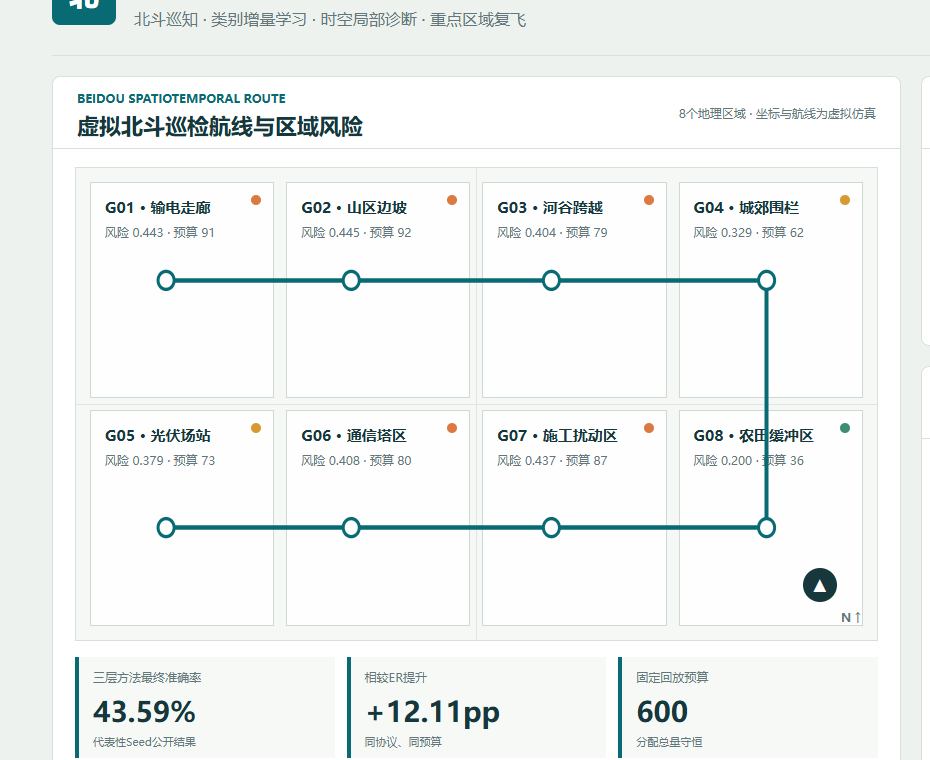 北斗巡知 · 类别增量学习 · 时空局部诊断 · 重点区域复飞
BEIDOU SPATIOTEMPORAL ROUTE
虚拟北斗巡检航线与区域风险
8个地理区域 · 坐标与航线为虚拟仿真
G01 · 输电走廊
风险 0.443 · 预算 91
G02 · 山区边坡
风险 0.445 · 预算 92
G03 · 河谷跨越
风险 0.404 · 预算 79
G04 · 城郊围栏
风险 0.329 · 预算 62
G05 · 光伏场站
风险 0.379 · 预算 73
G06 · 通信塔区
风险 0.408 · 预算 80
G07 · 施工扰动区
风险 0.437 · 预算 87
G08 · 农田缓冲区
风险 0.200 · 预算 36
▲
N ↑
三层方法最终准确率
43.59%
代表性Seed公开结果
相较ER提升
+12.11pp
同协议、同预算
固定回放预算
600
分配总量守恒